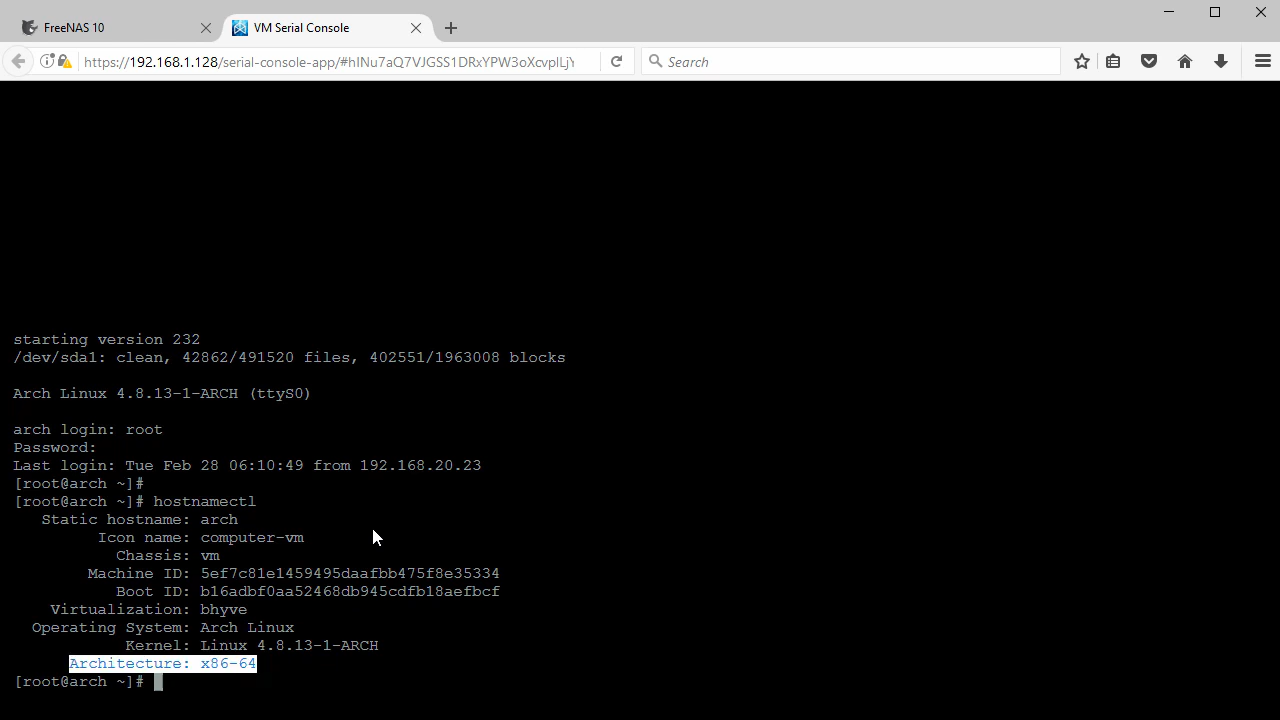 FreeNAS 10
VM Serial Console
https://192.168.1.128/serial-console-app/#
Search
starting version 232
/dev/sda1: clean, 42862/491520 files, 402551/1963008 blocks
Arch Linux 4.8.13-1-ARCH (ttyS0)
arch login: root
Password:
Last login: Tue Feb 28 06:10:49 from 192.168.20.23
[root@arch ~]#
[root@arch ~]# hostnamectl
Static hostname: arch
Icon name: computer-vm
Chassis: vm
Machine ID: 5ef7c81e1459495daafbb475f8e35334
Boot ID: b16adbf0aa52468db945cdfb18aefbcf
Virtualization: bhyve
Operating System: Arch Linux
Kernel: Linux 4.8.13-1-ARCH
Architecture: x86-64
[root@arch ~]#